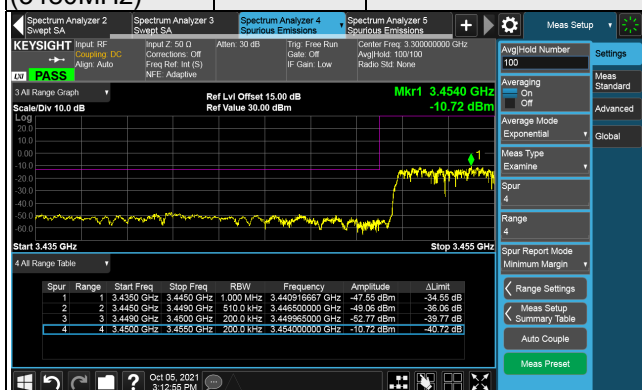 (3450MHz)
Spectrum Analyzer 2
Swept SA
Spectrum Analyzer 3
Swept SA
Spectrum Analyzer 4
Spurious Emissions
Spectrum Analyzer 5
Spurious Emissions
+
Meas Setup
KEYSIGHT
Input: RF
Coupling: DC
Align: Auto
Input Z: 50 Ω
Corrections: Off
Freq Ref: Int (S)
NFE: Adaptive
Atten: 30 dB
Trig: Free Run
Gate: Off
IF Gain: Low
Center Freq: 3.300000000 GHz
Avg|Hold: 100/100
Radio Std: None
LXI PASS
3 All Range Graph
Scale/Div 10.0 dB
Ref Lvl Offset 15.00 dB
Ref Value 30.00 dBm
Mkr1 3.4540 GHz
-10.72 dBm
Log
20.0
10.0
0.00
-10.0
-20.0
-30.0
-40.0
-50.0
-60.0
1
Start 3.435 GHz
Stop 3.455 GHz
4 All Range Table
Spur Range Start Freq Stop Freq RBW Frequency Amplitude ΔLimit
1 1 3.4350 GHz 3.4450 GHz 1.000 MHz 3.440916667 GHz -47.55 dBm -34.55 dB
2 2 3.4450 GHz 3.4490 GHz 510.0 kHz 3.446500000 GHz -49.06 dBm -36.06 dB
3 3 3.4490 GHz 3.4500 GHz 200.0 kHz 3.449965000 GHz -52.77 dBm -39.77 dB
4 4 3.4500 GHz 3.4550 GHz 200.0 kHz 3.454000000 GHz -10.72 dBm -40.72 dB
Avg|Hold Number
100
Averaging
On
Off
Average Mode
Exponential
Meas Type
Examine
Spur
4
Range
4
Spur Report Mode
Minimum Margin
Range Settings
Meas Setup
Summary Table
Auto Couple
Meas Preset
Settings
Meas
Standard
Advanced
Global
?
Oct 05, 2021
3:12:55 PM